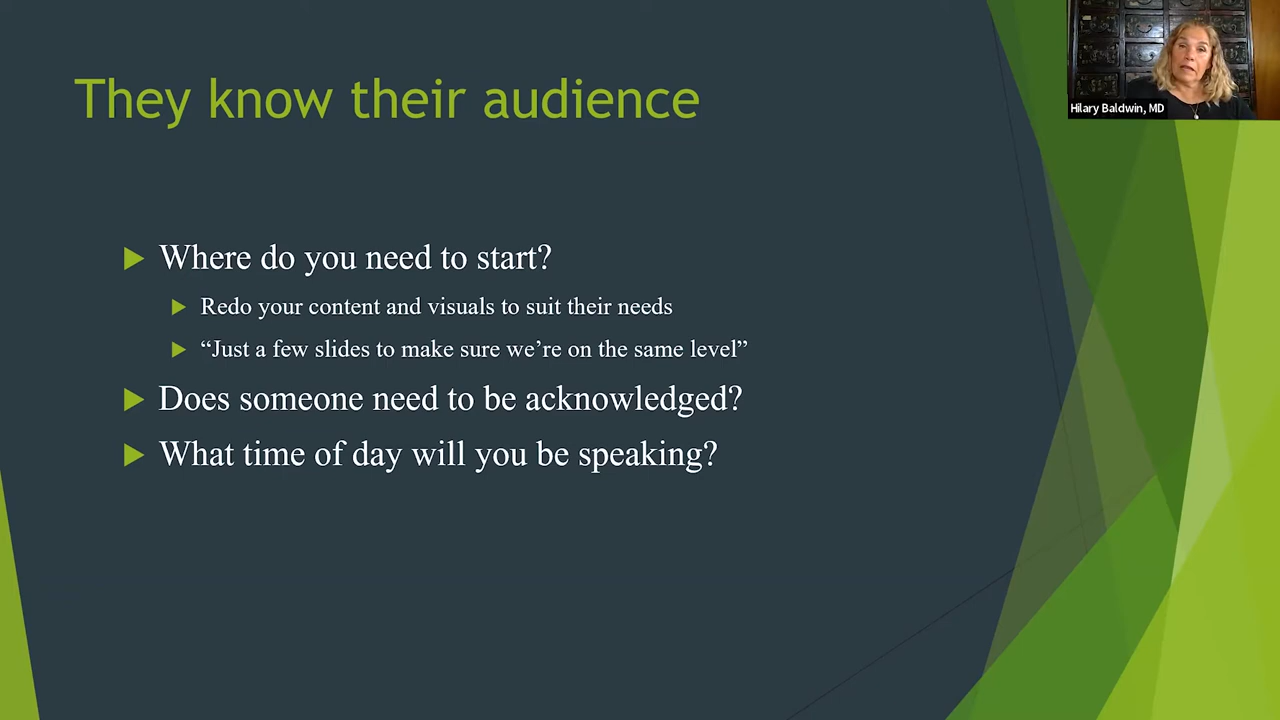 They know their audience
Hilary Baldwin, MD
Where do you need to start?
Redo your content and visuals to suit their needs
“Just a few slides to make sure we’re on the same level”
Does someone need to be acknowledged?
What time of day will you be speaking?